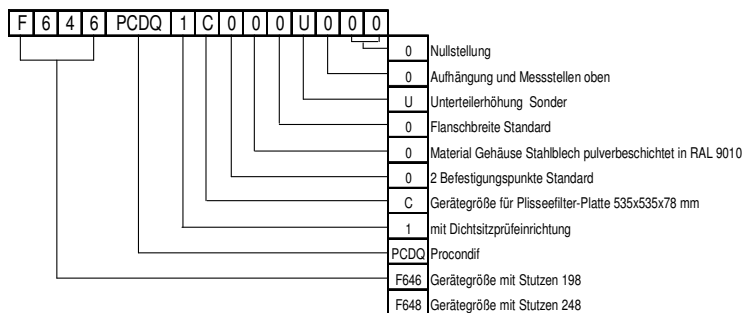 F 6 4 6 PCDQ 1 C 0 0 0 U 0 0 0
0 Nullstellung
0 Aufhängung und Messstellen oben
U Unterteilerhöhung Sonder
0 Flanschbreite Standard
0 Material Gehäuse Stahlblech pulverbeschichtet in RAL 9010
0 2 Befestigungspunkte Standard
C Gerätegröße für Plisseefilter-Platte 535x535x78 mm
1 mit Dichtsitzprüfeinrichtung
PCDQ Procondif
F646 Gerätegröße mit Stutzen 198
F648 Gerätegröße mit Stutzen 248